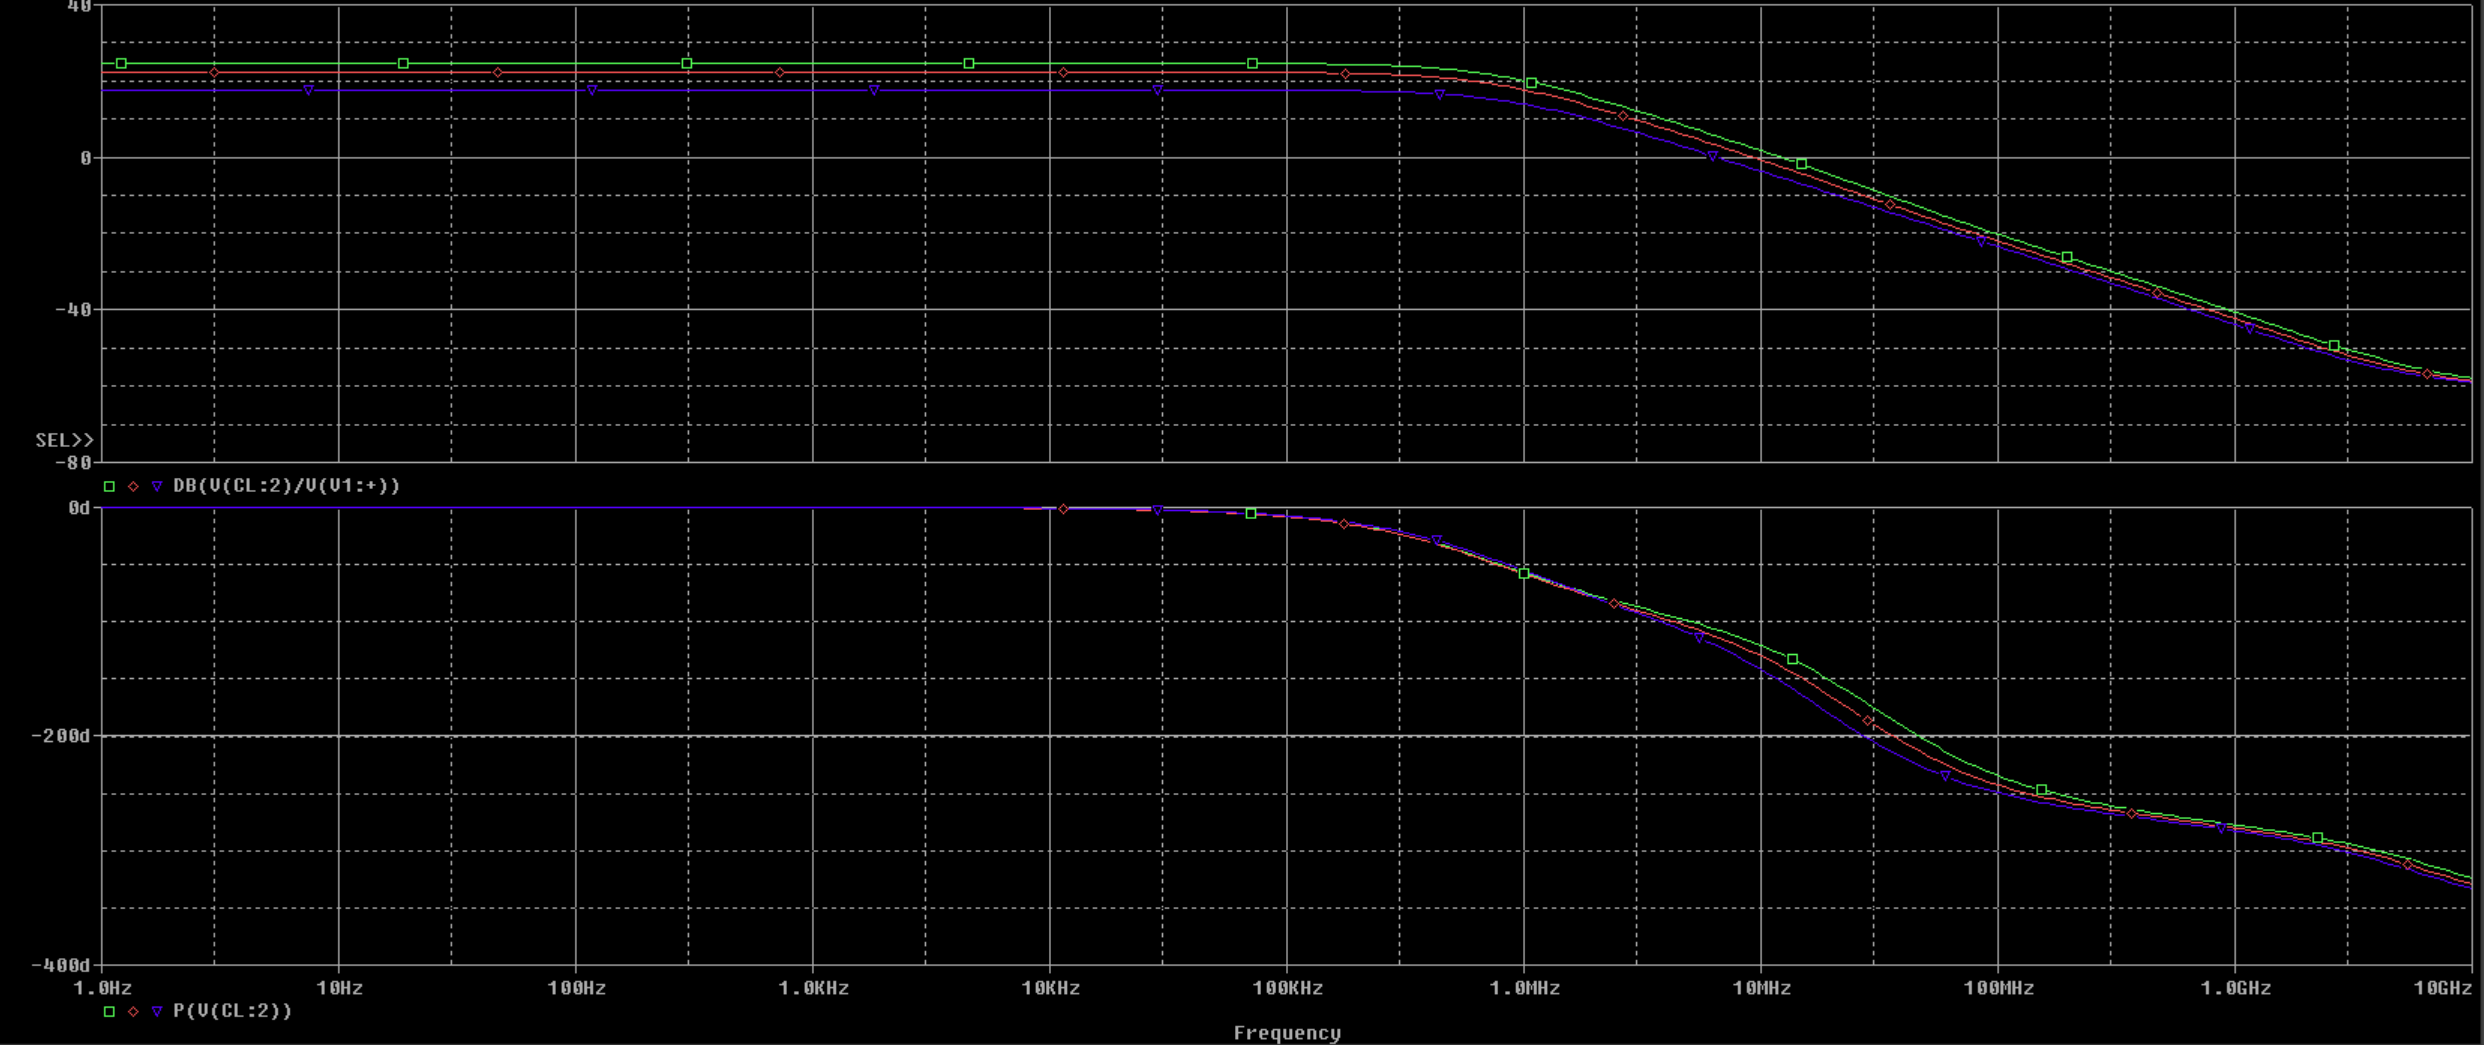 40
0
-40
SEL>>
-80
DB(V(CL:2)/V(V1:+))
0d
-200d
-400d
1.0Hz 10Hz 100Hz 1.0KHz 10KHz 100KHz 1.0MHz 10MHz 100MHz 1.0GHz 10GHz
P(V(CL:2))
Frequency